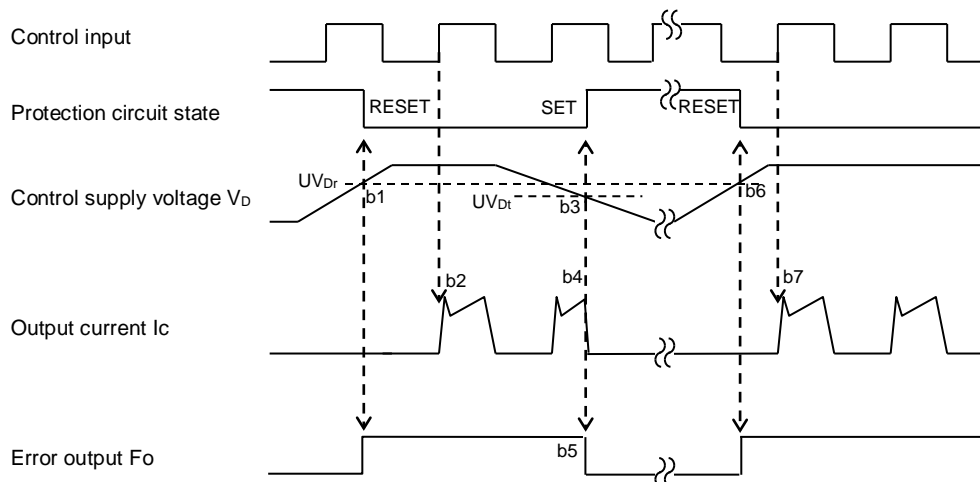 Control input
Protection circuit state
RESET
SET
RESET
Control supply voltage VD
UVDr
b1
UVDt
b3
b6
b2
b4
b7
Output current Ic
Error output Fo
b5